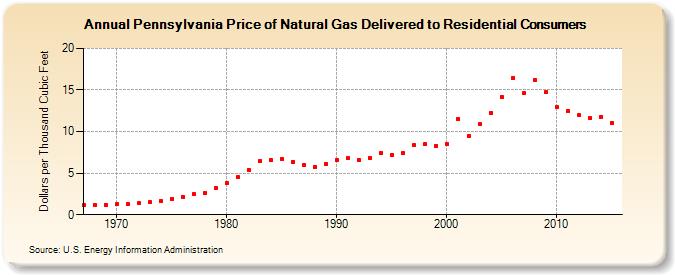 Annual Pennsylvania Price of Natural Gas Delivered to Residential Consumers
Dollars per Thousand Cubic Feet
20
15
10
5
0
1970 1980 1990 2000 2010
Source: U.S. Energy Information Administration